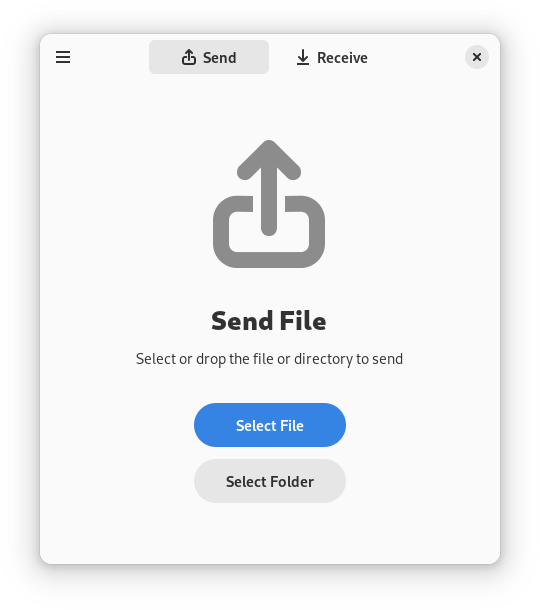 Send
Receive
Send File
Select or drop the file or directory to send
Select File
Select Folder